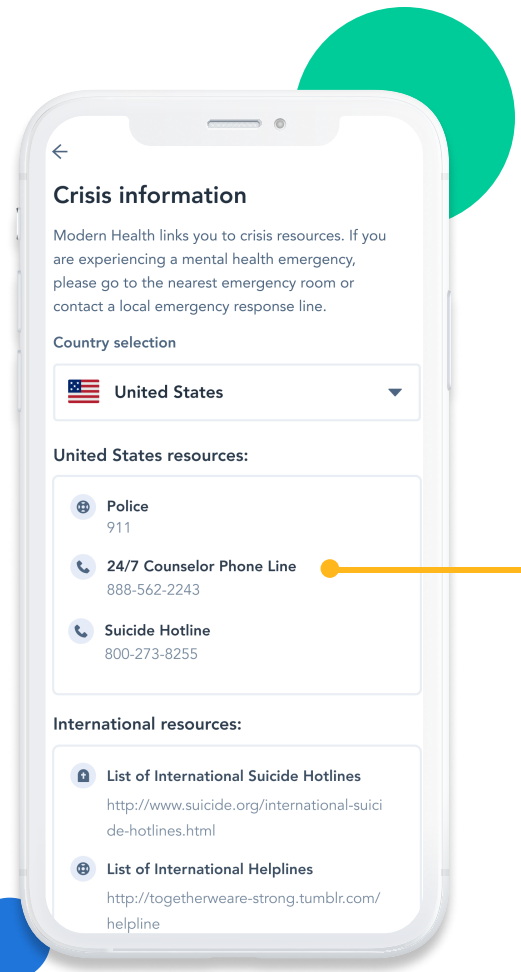 Crisis information
Modern Health links you to crisis resources. If you
are experiencing a mental health emergency,
please go to the nearest emergency room or
contact a local emergency response line.
Country selection
United States
United States resources:
Police
911
24/7 Counselor Phone Line
888-562-2243
Suicide Hotline
800-273-8255
International resources:
List of International Suicide Hotlines
http://www.suicide.org/international-suici
de-hotlines.html
List of International Helplines
http://togetherweare-strong.tumblr.com/
helpline